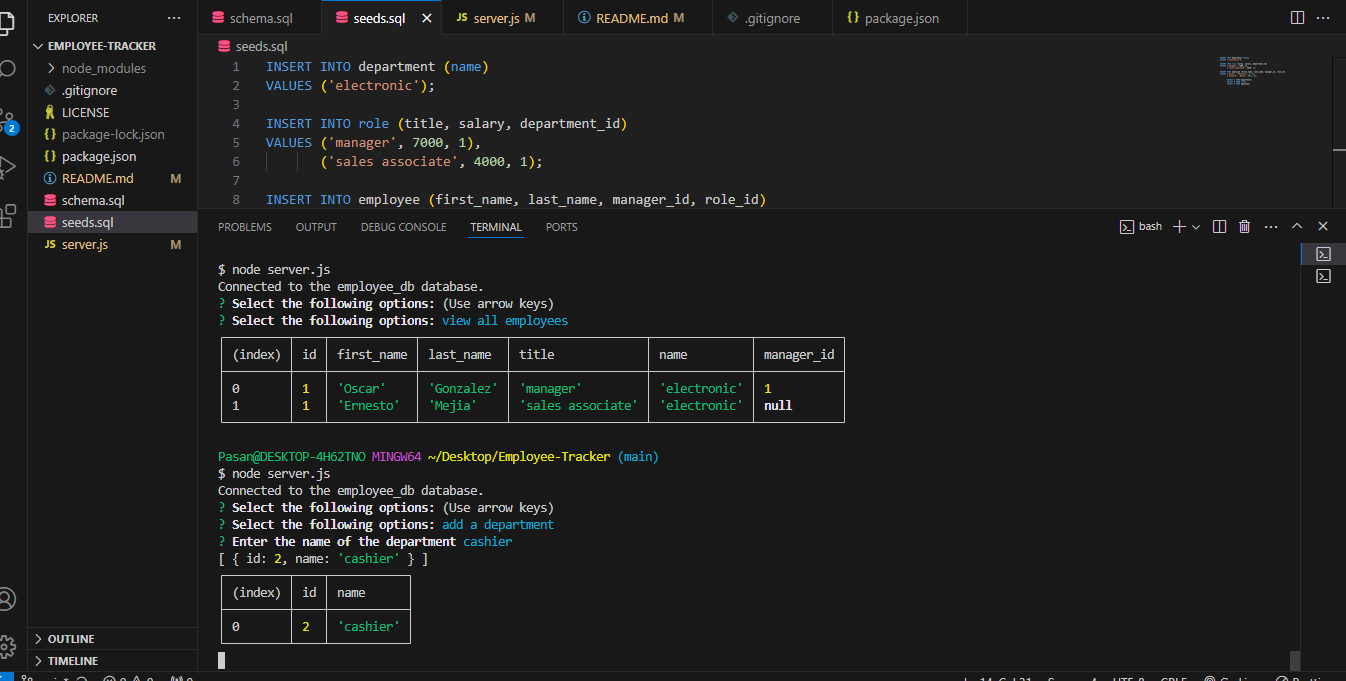 EXPLORER
schema.sql
seeds.sql
JS server.js M
README.md M
.gitignore
package.json
EMPLOYEE-TRACKER
node_modules
.gitignore
LICENSE
package-lock.json
package.json
README.md M
schema.sql
seeds.sql
JS server.js M
2
OUTLINE
TIMELINE
seeds.sql
1 INSERT INTO department (name)
2 VALUES ('electronic');
3
4 INSERT INTO role (title, salary, department_id)
5 VALUES ('manager', 7000, 1),
6 ('sales associate', 4000, 1);
7
8 INSERT INTO employee (first_name, last_name, manager_id, role_id)
PROBLEMS OUTPUT DEBUG CONSOLE TERMINAL PORTS
bash
$ node server.js
Connected to the employee_db database.
? Select the following options: (Use arrow keys)
? Select the following options: view all employees
(index) id first_name last_name title name manager_id
0 1 'Oscar' 'Gonzalez' 'manager' 'electronic' 1
1 1 'Ernesto' 'Mejia' 'sales associate' 'electronic' null
Pasan@DESKTOP-4H62TNO MINGW64 ~/Desktop/Employee-Tracker (main)
$ node server.js
Connected to the employee_db database.
? Select the following options: (Use arrow keys)
? Select the following options: add a department
? Enter the name of the department cashier
[ { id: 2, name: 'cashier' } ]
(index) id name
0 2 'cashier'